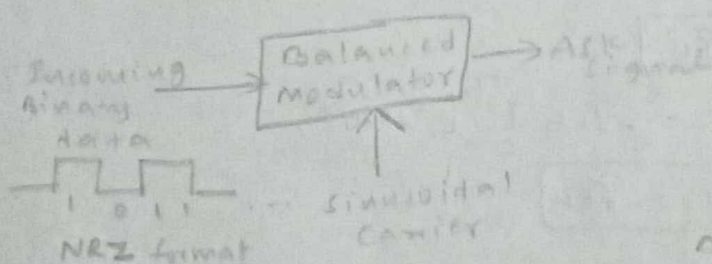 Balanced
Modulator
ASK
signal
Incoming
Binary
data
1 0 1 1 ...
sinusoidal
carrier
NRZ format